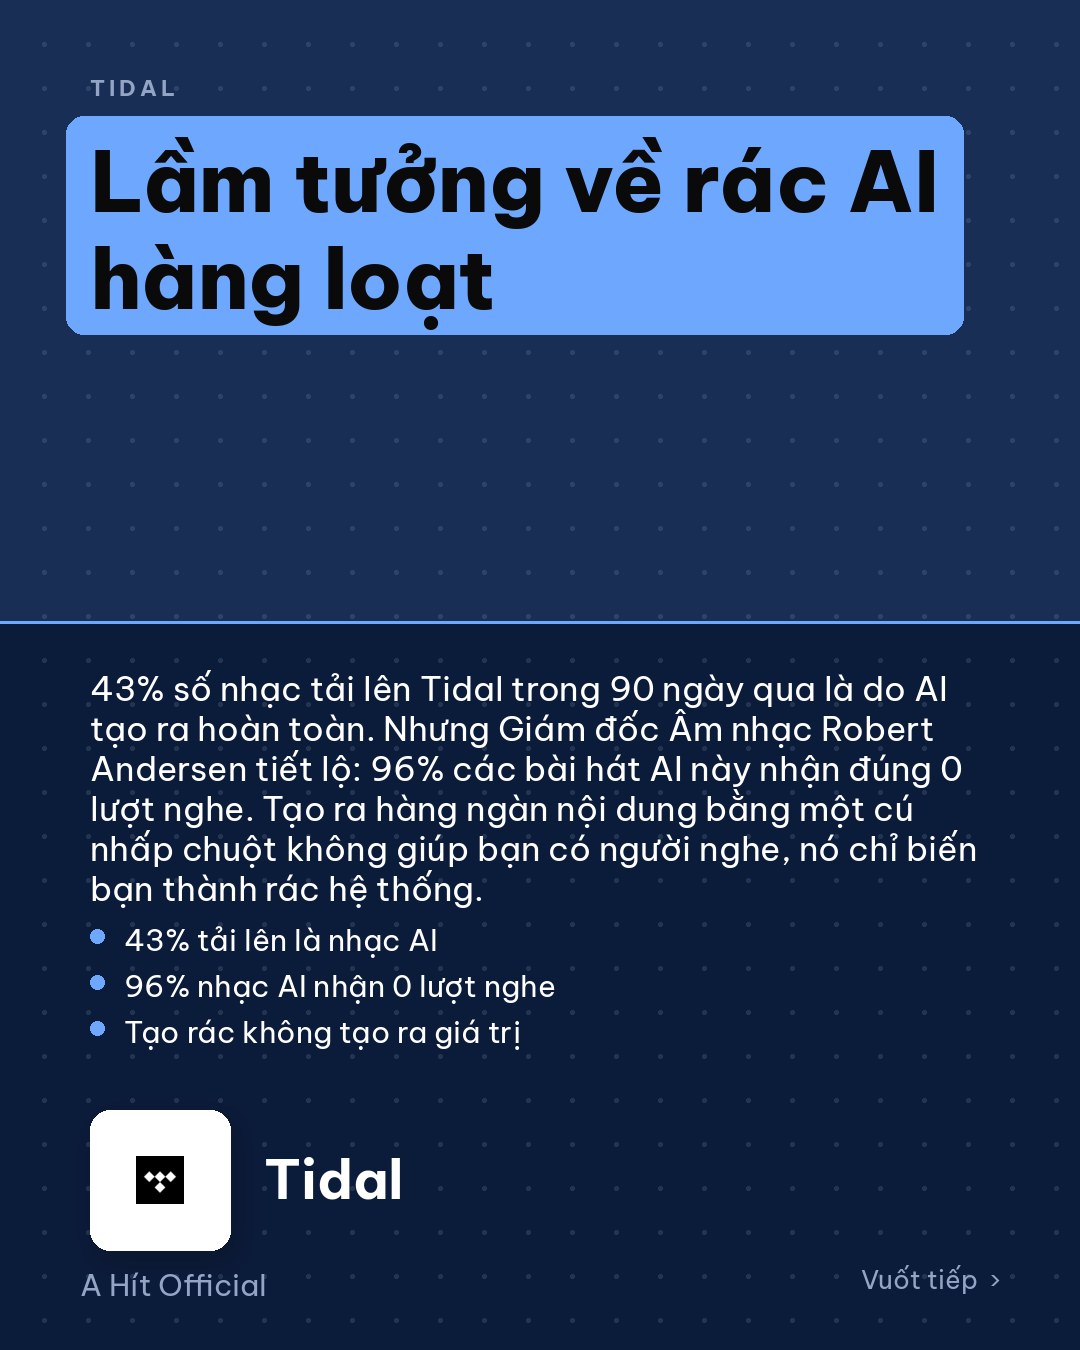 TIDAL
Lầm tưởng về rác AI
hàng loạt
43% số nhạc tải lên Tidal trong 90 ngày qua là do AI
tạo ra hoàn toàn. Nhưng Giám đốc Âm nhạc Robert
Andersen tiết lộ: 96% các bài hát AI này nhận đúng 0
lượt nghe. Tạo ra hàng ngàn nội dung bằng một cú
nhấp chuột không giúp bạn có người nghe, nó chỉ biến
bạn thành rác hệ thống.
43% tải lên là nhạc AI
96% nhạc AI nhận 0 lượt nghe
Tạo rác không tạo ra giá trị
Tidal
A Hít Official
Vuốt tiếp ›